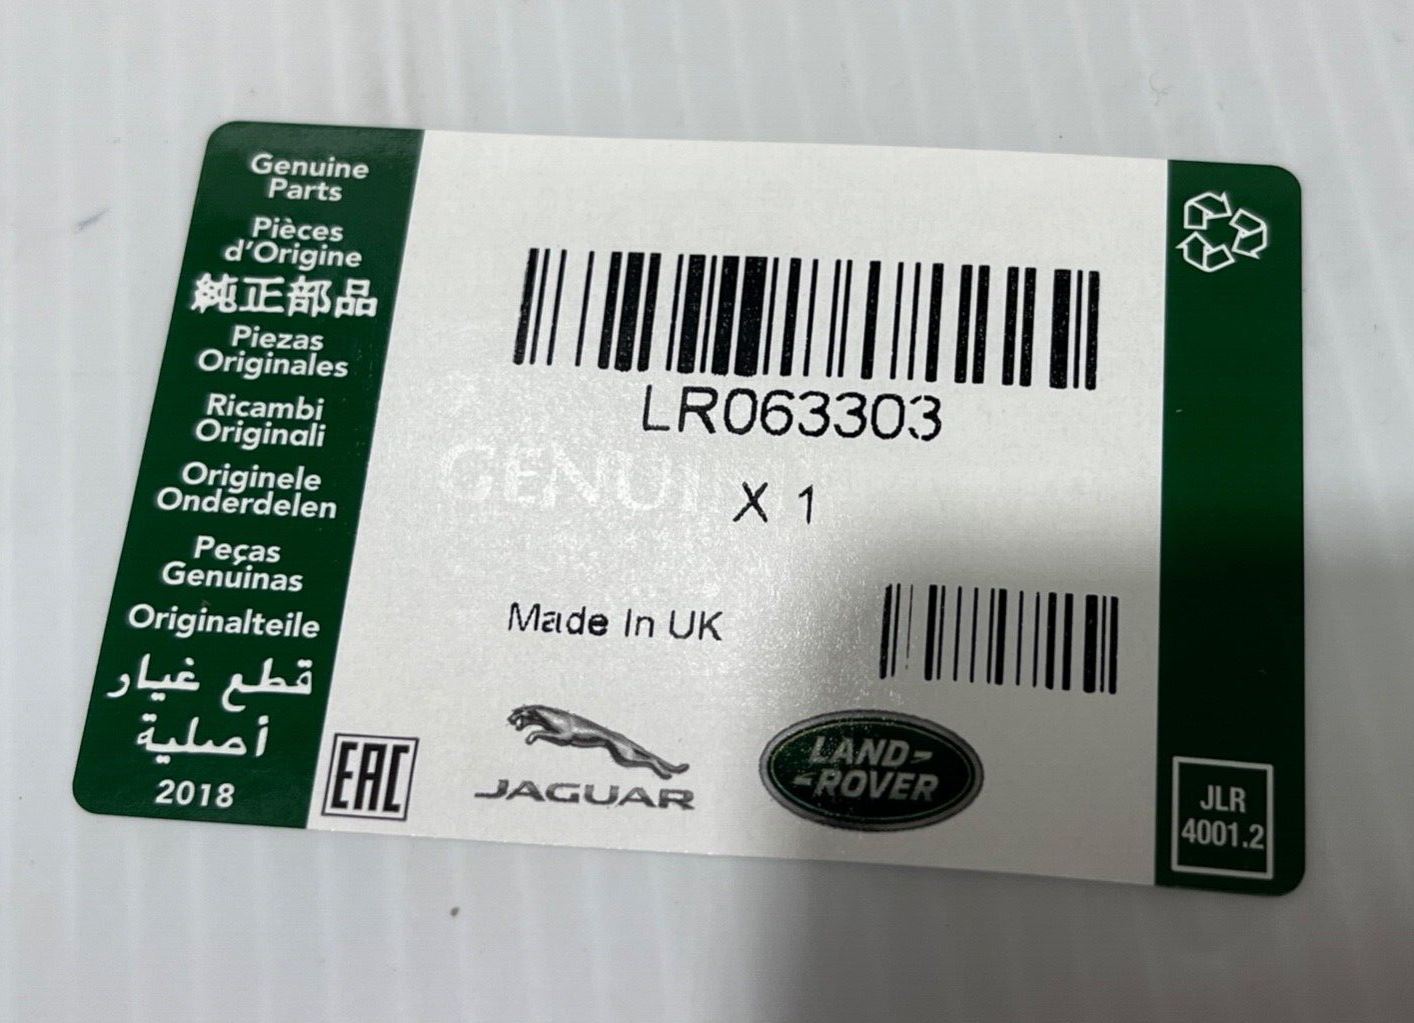 Genuine
Parts
Pièces
d'Origine
純正部品
Piezas
Originales
Ricambi
Originali
Originele
Onderdelen
Peças
Genuinas
Originalteile
قطع غيار
أصلية
2018
EAC
LR063303
GENUI
X 1
Made In UK
JAGUAR
LAND-
-ROVER
JLR
4001.2